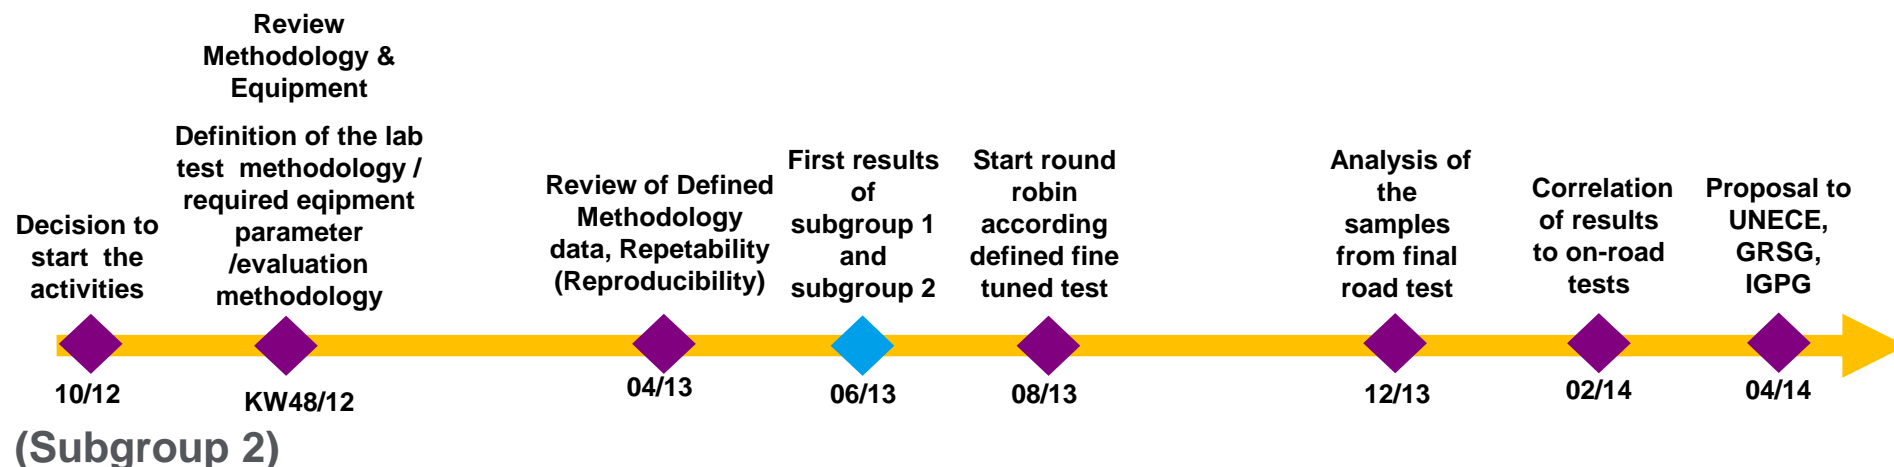 Review
Methodology &
Equipment
Decision to
start the
activities
10/12
Definition of the lab
test methodology /
required eqipment
parameter
/evaluation
methodology
KW48/12
Review of Defined
Methodology
data, Repetability
(Reproducibility)
04/13
First results
of
subgroup 1
and
subgroup 2
06/13
Start round
robin
according
defined fine
tuned test
08/13
Analysis of
the
samples
from final
road test
12/13
Correlation
of results
to on-road
tests
02/14
Proposal to
UNECE,
GRSG,
IGPG
04/14
(Subgroup 2)